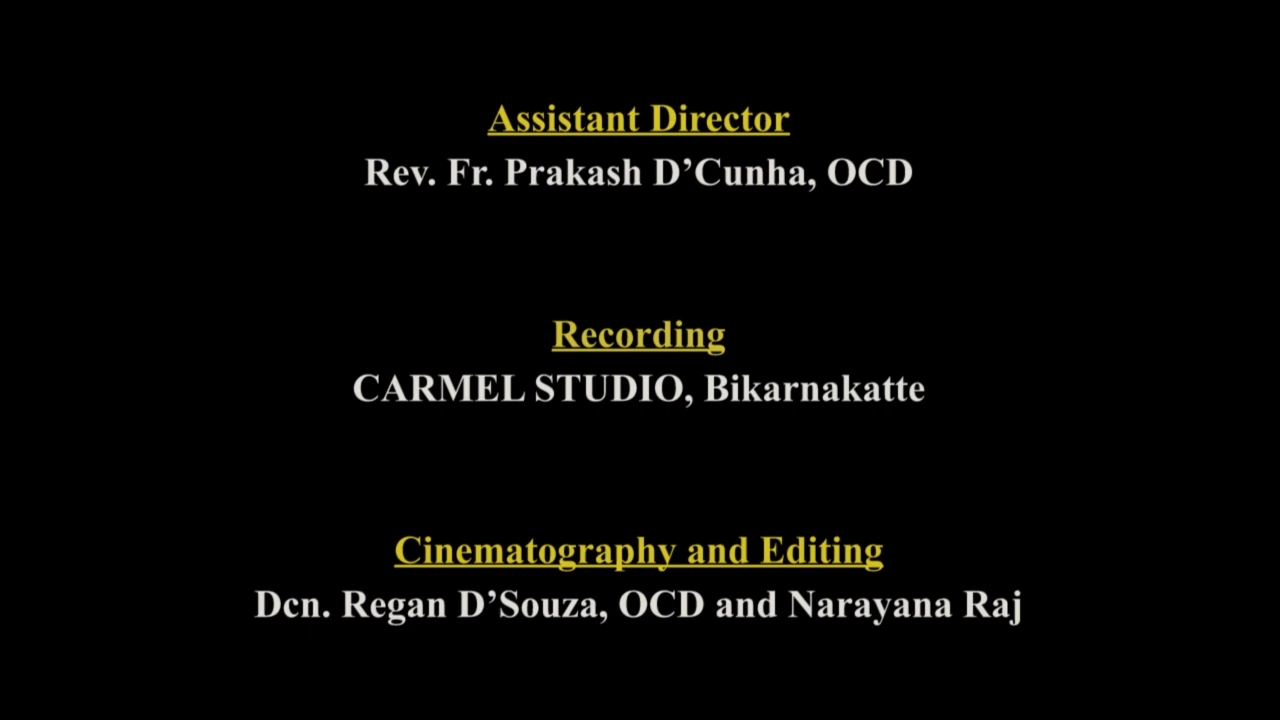 Assistant Director
Rev. Fr. Prakash D’Cunha, OCD
Recording
CARMEL STUDIO, Bikarnakatte
Cinematography and Editing
Dcn. Regan D’Souza, OCD and Narayana Raj